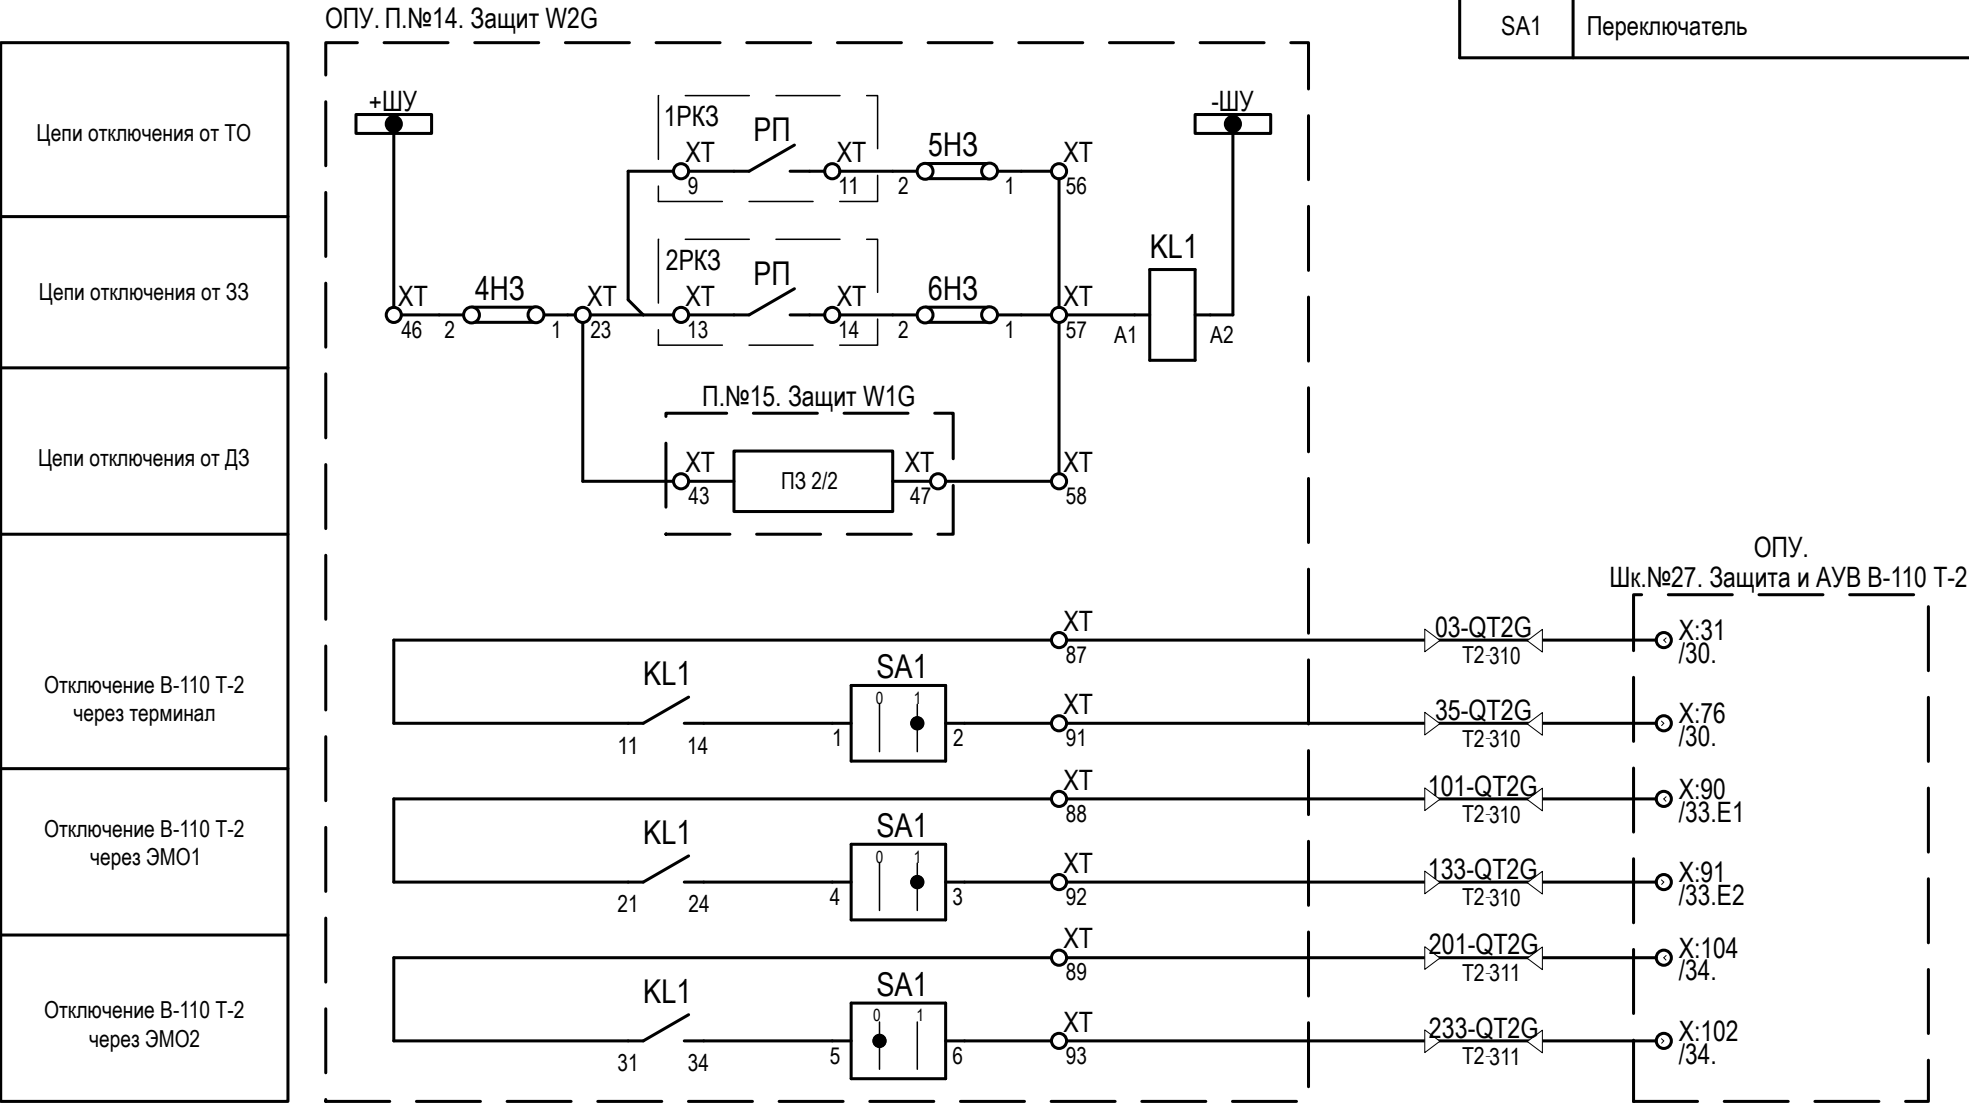 ОПУ. П.№14. Защит W2G
SA1 Переключатель
Цепи отключения от ТО
Цепи отключения от ЗЗ
Цепи отключения от ДЗ
Отключение В-110 Т-2
через терминал
Отключение В-110 Т-2
через ЭМО1
Отключение В-110 Т-2
через ЭМО2
+ШУ
-ШУ
1РКЗ
РП
ХТ
9
ХТ
11
2
5НЗ
1
ХТ
56
2РКЗ
РП
ХТ
46
2
4НЗ
1
ХТ
23
ХТ
13
ХТ
14
2
6НЗ
1
ХТ
57
A1
KL1
A2
П.№15. Защит W1G
ХТ
43
ПЗ 2/2
ХТ
47
ХТ
58
ОПУ.
Шк.№27. Защита и АУВ В-110 Т-2
ХТ
87
03-QT2G
T2-310
X:31
/30.
KL1
11
14
SA1
0 1
1
2
ХТ
91
35-QT2G
T2-310
X:76
/30.
ХТ
88
101-QT2G
T2-310
X:90
/33.E1
KL1
21
24
SA1
0 1
4
3
ХТ
92
133-QT2G
T2-310
X:91
/33.E2
ХТ
89
201-QT2G
T2-311
X:104
/34.
KL1
31
34
SA1
0 1
5
6
ХТ
93
233-QT2G
T2-311
X:102
/34.